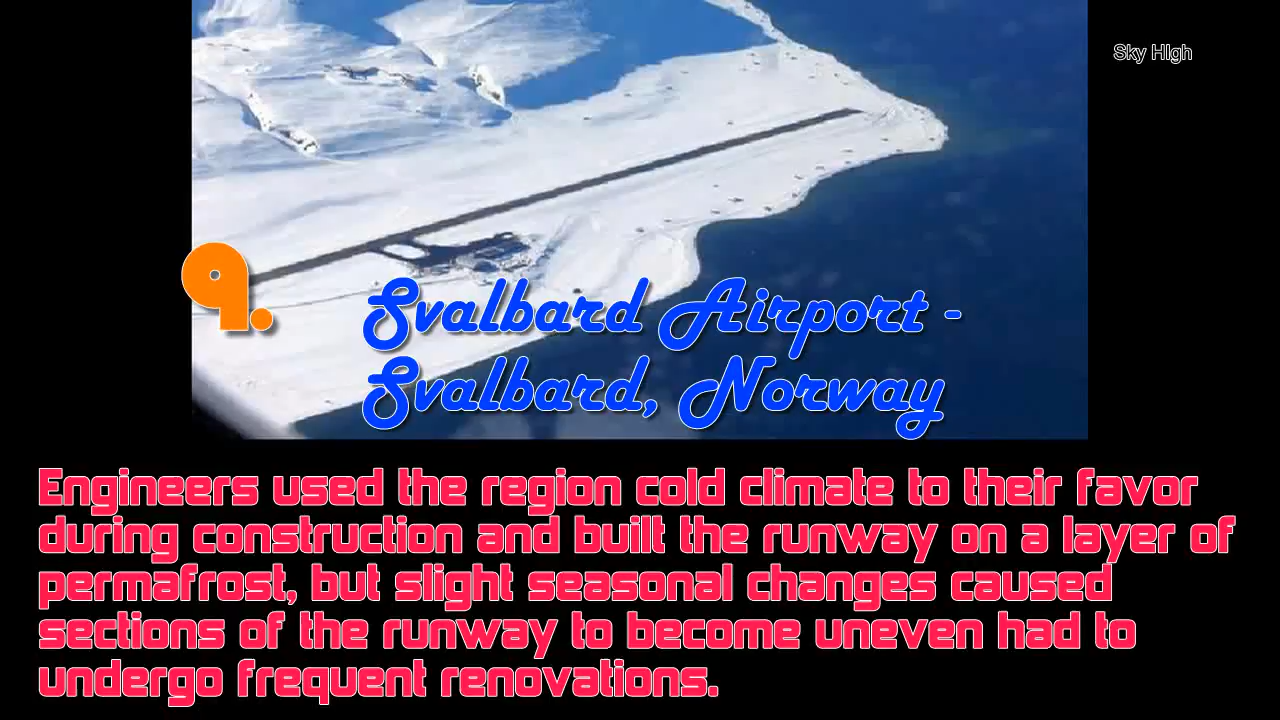 Sky HIgh
9.
Svalbard Airport -
Svalbard, Norway
Engineers used the region cold climate to their favor
during construction and built the runway on a layer of
permafrost, but slight seasonal changes caused
sections of the runway to become uneven had to
undergo frequent renovations.